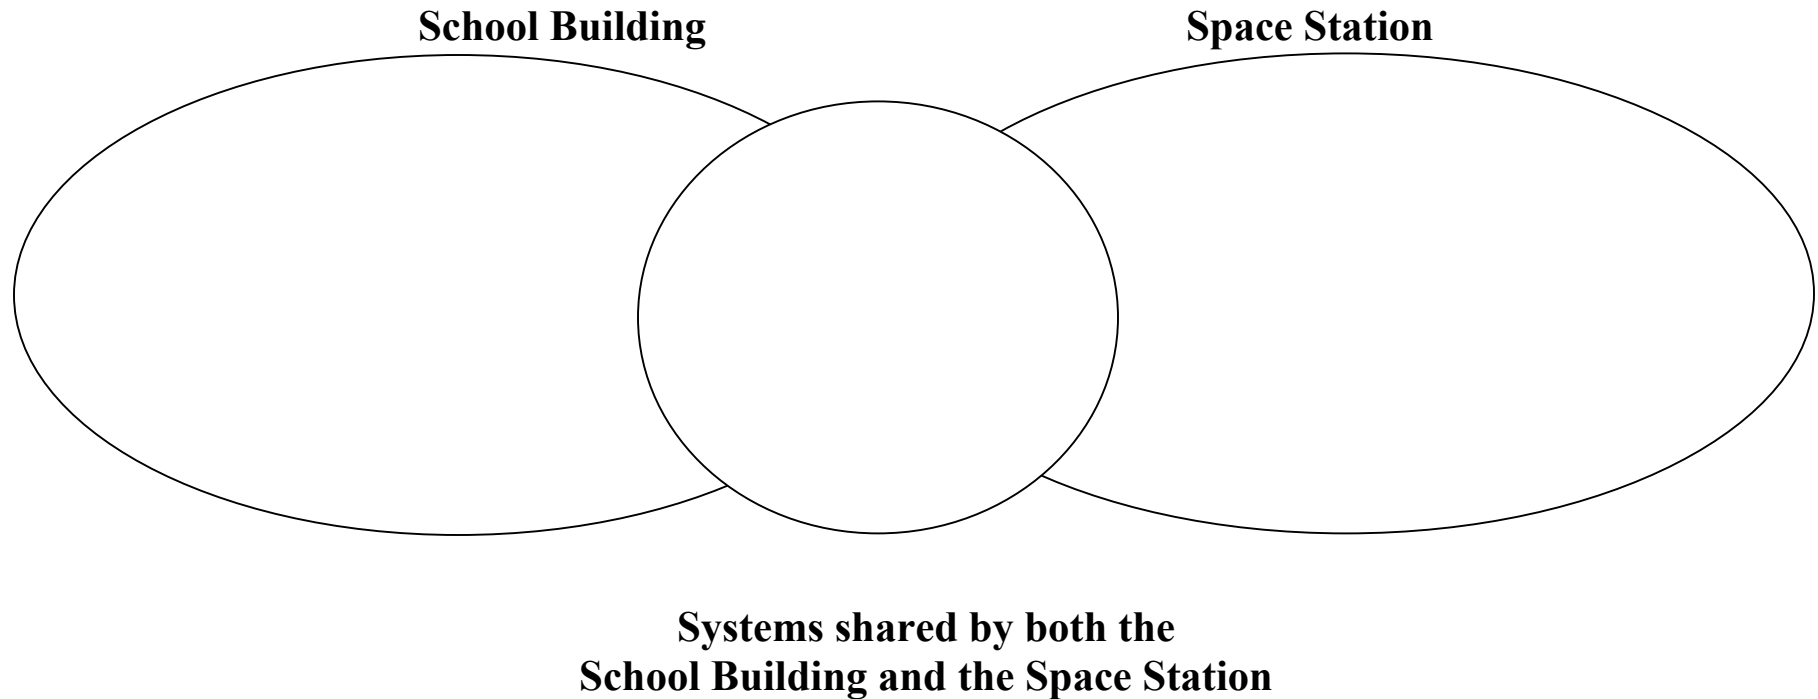 School Building
Space Station
Systems shared by both the
School Building and the Space Station